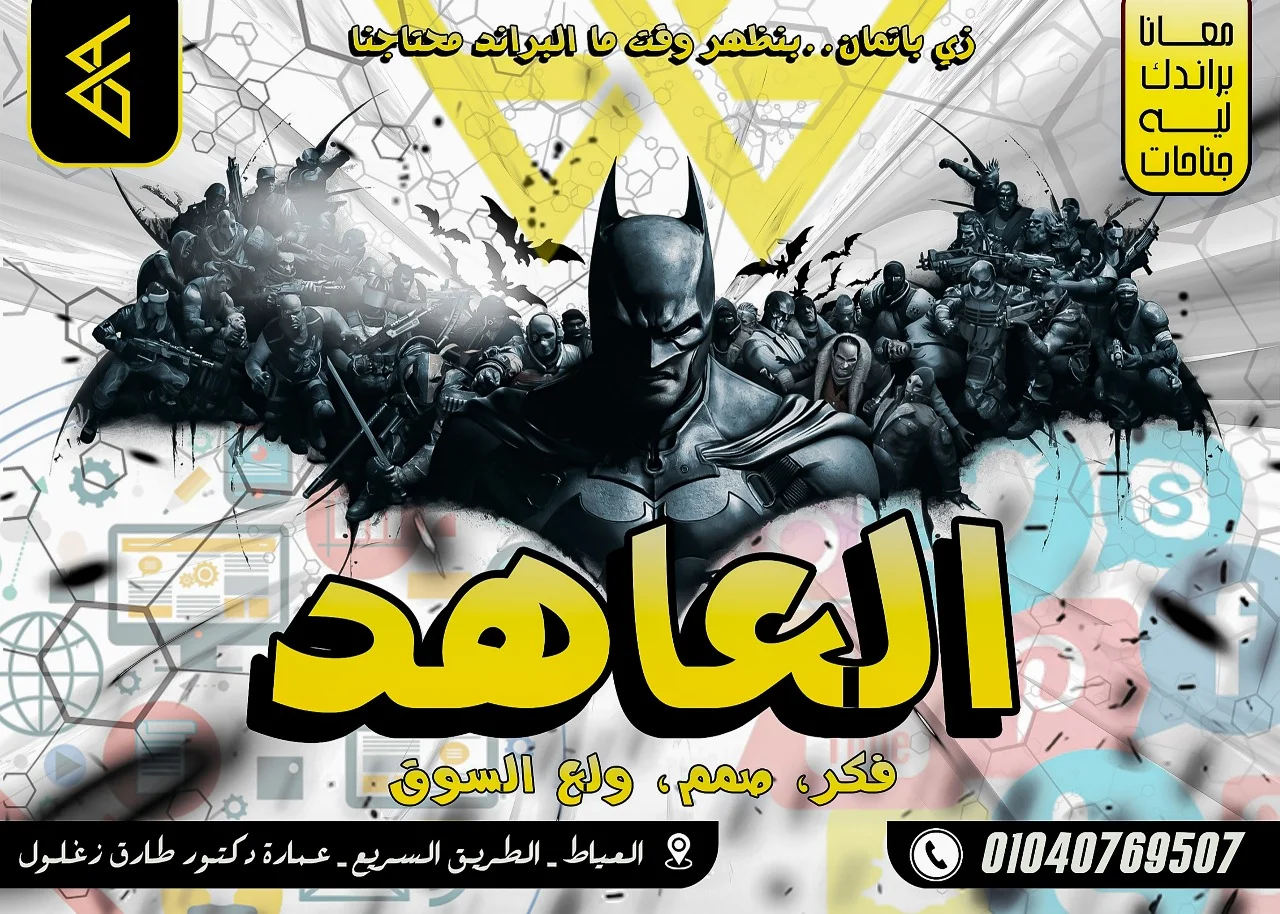 زي باتمان..بنظهر وقت ما البراند محتاجنا
معانا
براندك
ليه
جناحات
العاهد
فكر، صمم، ولع السوق
العياط - الطريق السريع - عمارة دكتور طارق زغلول
01040769507